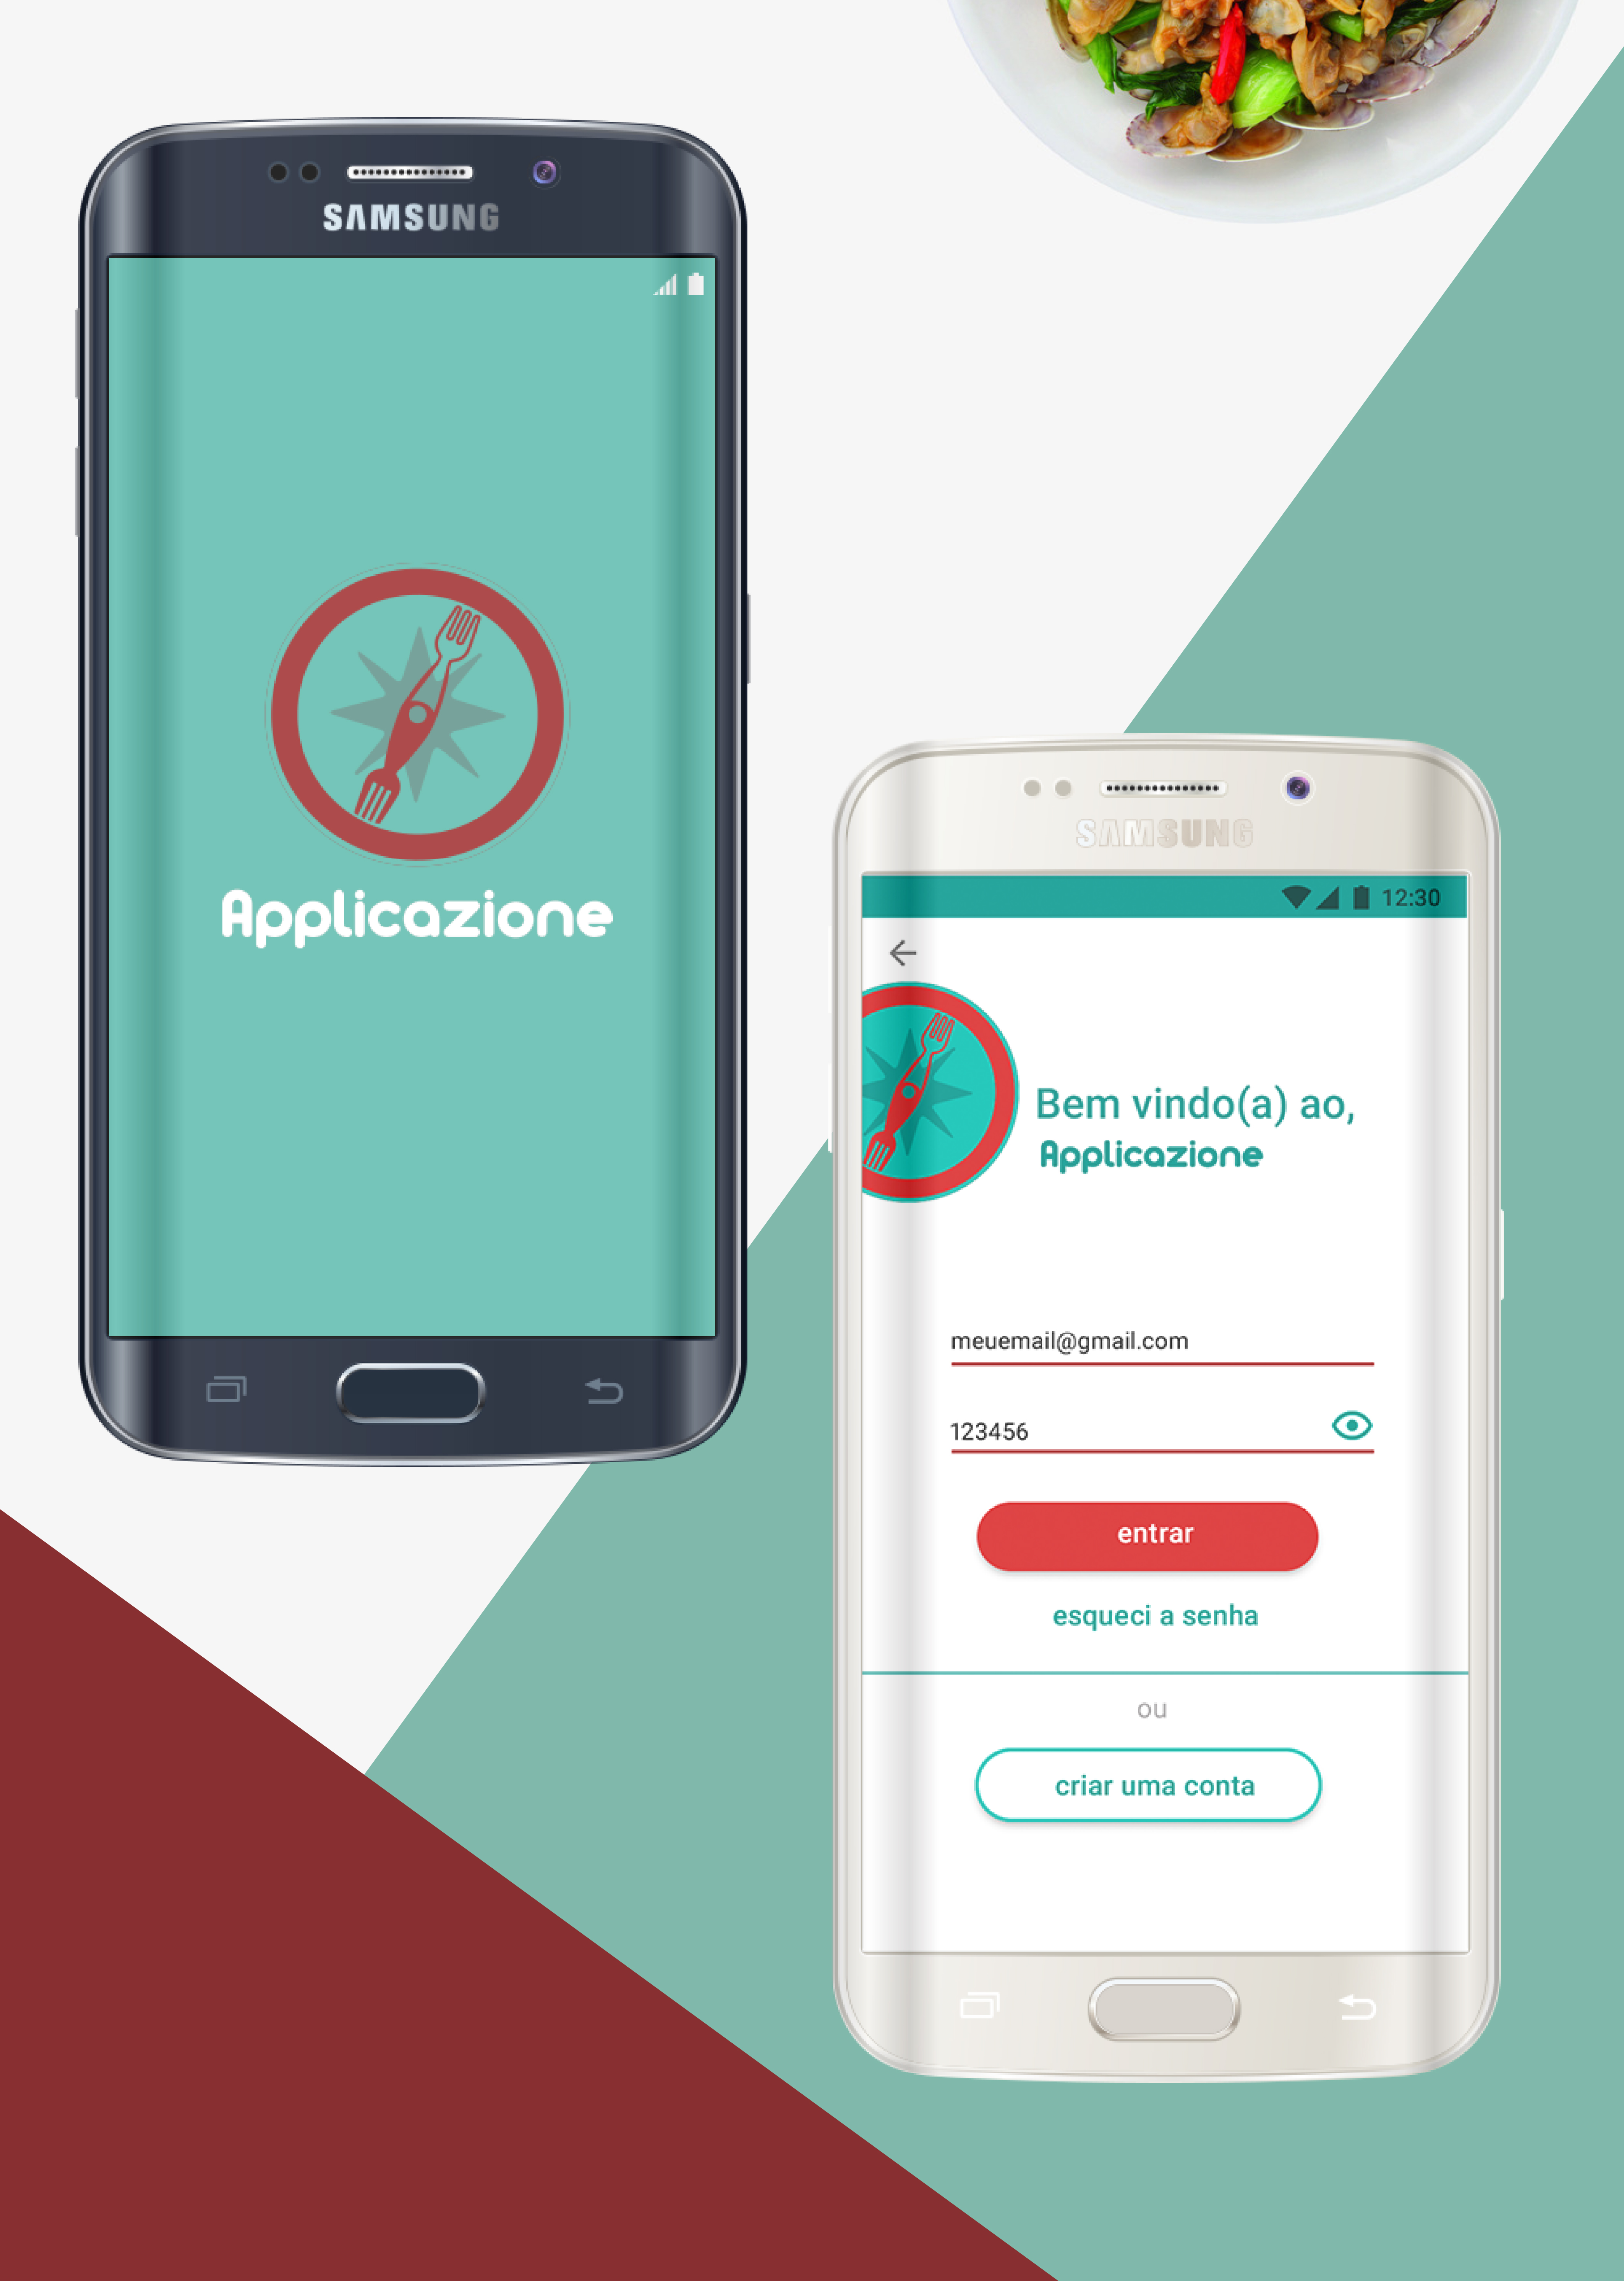 SAMSUNG
Applicazione
SAMSUNG
12:30
Bem vindo(a) ao,
Applicazione
meuemail@gmail.com
123456
entrar
esqueci a senha
ou
criar uma conta